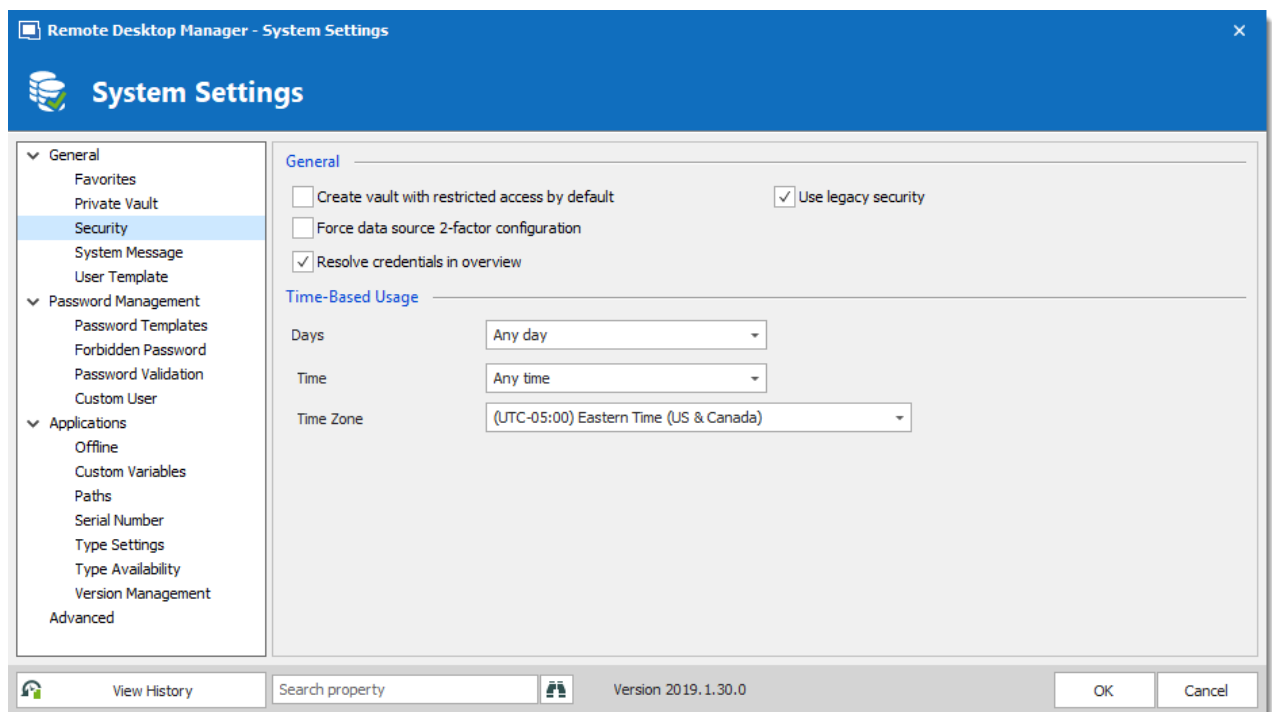 Remote Desktop Manager - System Settings
System Settings
General
Favorites
Private Vault
Security
System Message
User Template
Password Management
Password Templates
Forbidden Password
Password Validation
Custom User
Applications
Offline
Custom Variables
Paths
Serial Number
Type Settings
Type Availability
Version Management
Advanced
General
Create vault with restricted access by default
Use legacy security
Force data source 2-factor configuration
Resolve credentials in overview
Time-Based Usage
Days Any day
Time Any time
Time Zone (UTC-05:00) Eastern Time (US & Canada)
View History Search property Version 2019.1.30.0 OK Cancel